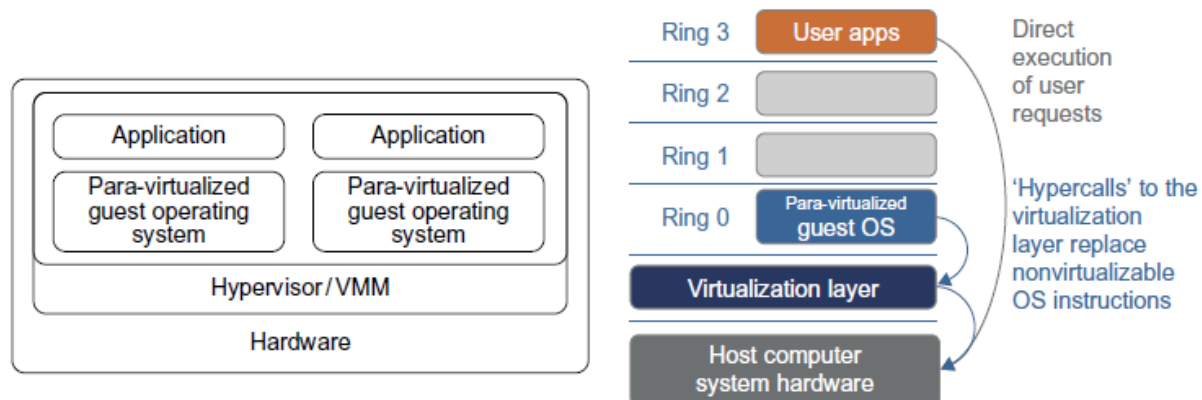 Application
Application
Para-virtualized
guest operating
system
Para-virtualized
guest operating
system
Hypervisor / VMM
Hardware
Ring 3
User apps
Ring 2
Ring 1
Ring 0
Para-virtualized
guest OS
Virtualization layer
Host computer
system hardware
Direct
execution
of user
requests
‘Hypercalls’ to the
virtualization
layer replace
nonvirtualizable
OS instructions